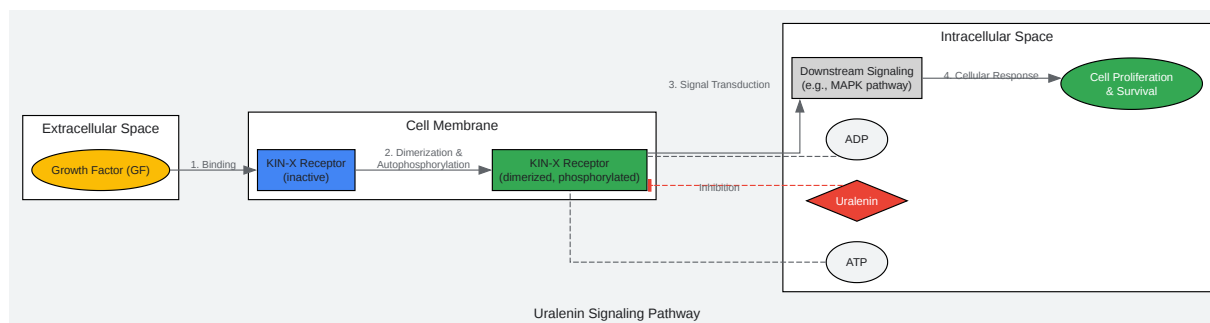 Intracellular Space
Downstream Signaling
(e.g., MAPK pathway)
4. Cellular Response
Cell Proliferation
& Survival
3. Signal Transduction
Extracellular Space
Growth Factor (GF)
1. Binding
Cell Membrane
KIN-X Receptor
(inactive)
2. Dimerization &
Autophosphorylation
KIN-X Receptor
(dimerized, phosphorylated)
ADP
Inhibition
Uralenin
ATP
Uralenin Signaling Pathway